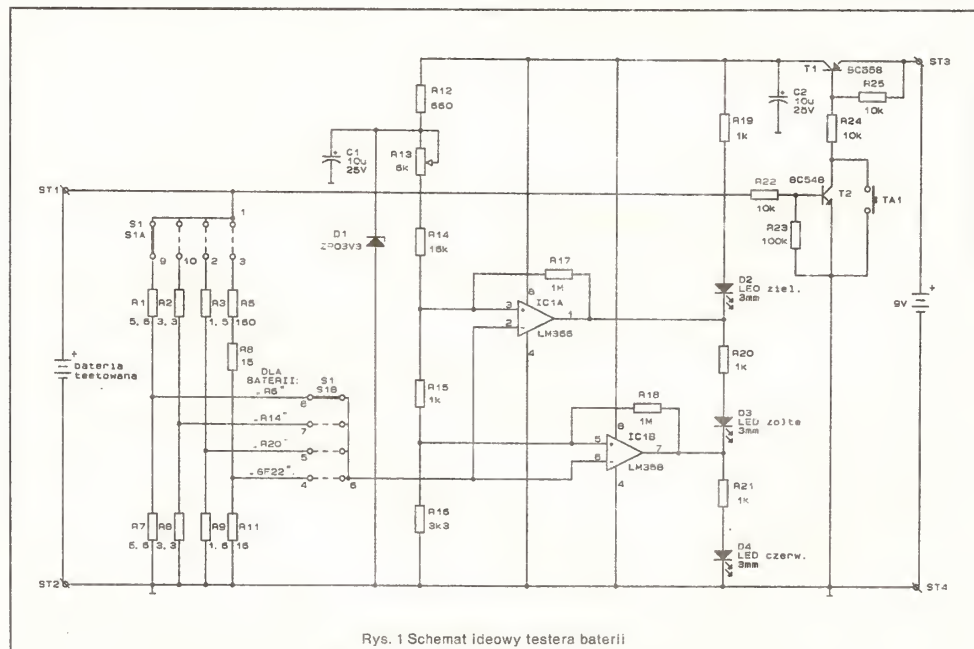 R12
560
C1
10u
25V
R13
5k
R14
15k
D1
ZPD3V3
R17
1M
8
3
IC1A
1
2
LM358
4
R15
1k
R18
1M
8
5
IC1B
7
6
LM358
4
R16
3k3
C2
10u
25V
R19
1k
T1
BC558
ST3
R25
10k
R24
10k
BC548
T2
TA1
R22
10k
R23
100k
D2
LED ziel.
3mm
R20
1k
D3
LED zolte
3mm
R21
1k
D4
LED czerw.
3mm
9V
ST4
ST1
S1
S1A
1
9
10
2
3
R1
R2
R3
R5
5,6
3,3
1,5
160
R8
15
bateria
testowana
DLA
BATERII:
S1
S1B
„R6"
8
„R14"
7
„R20"
5
„6F22"
4
6
R7
R8
R9
R11
5,6
3,3
1,6
15
ST2
Rys. 1 Schemat ideowy testera baterii